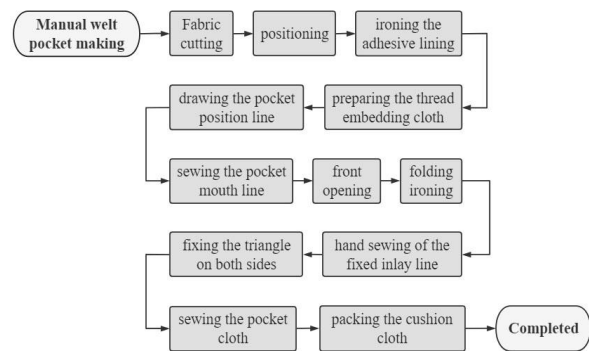 Manual welt
pocket making
Fabric
cutting
positioning
ironing the
adhesive lining
preparing the thread
embedding cloth
drawing the pocket
position line
sewing the pocket
mouth line
front
opening
folding
ironing
hand sewing of
the fixed inlay line
fixing the triangle
on both sides
sewing the pocket
cloth
packing the cushion
cloth
Completed